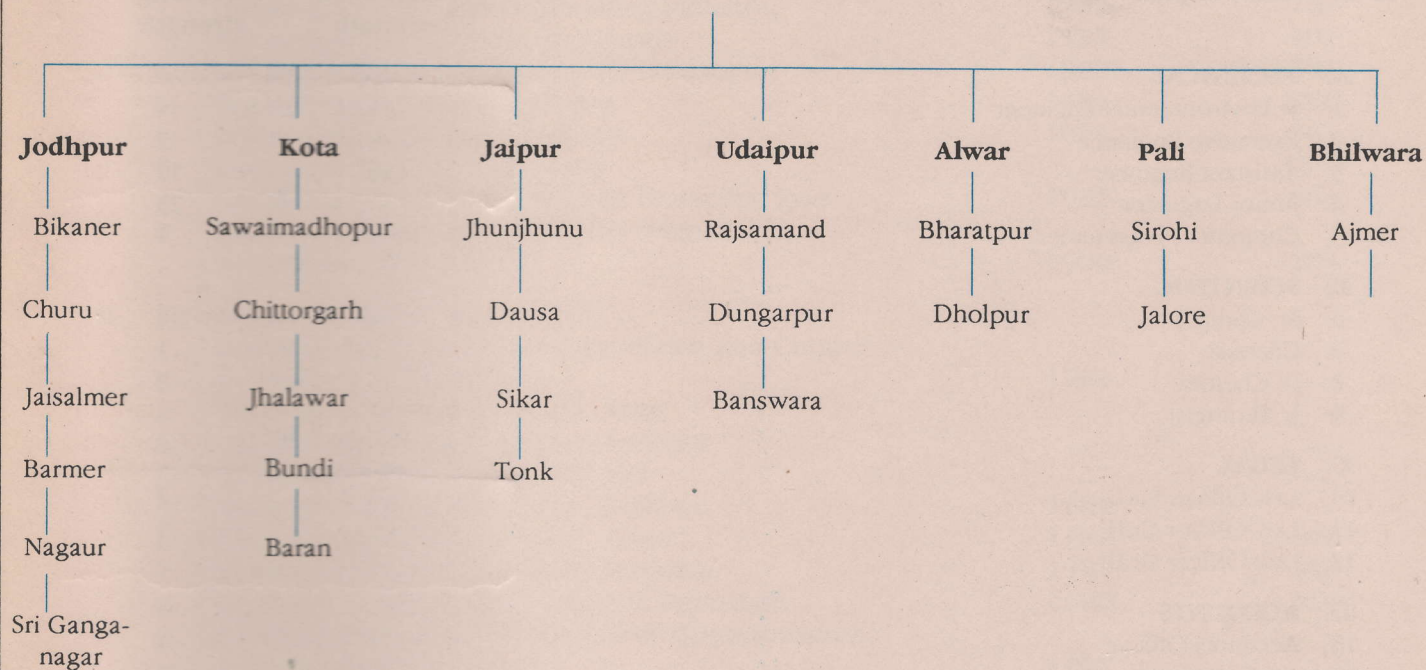 Jodhpur Kota Jaipur Udaipur Alwar Pali Bhilwara
Bikaner Sawaimadhopur Jhunjhunu Rajsamand Bharatpur Sirohi Ajmer
Churu Chittorgarh Dausa Dungarpur Dholpur Jalore
Jaisalmer Jhalawar Sikar Banswara
Barmer Bundi Tonk
Nagaur Baran
Sri Ganga-
nagar